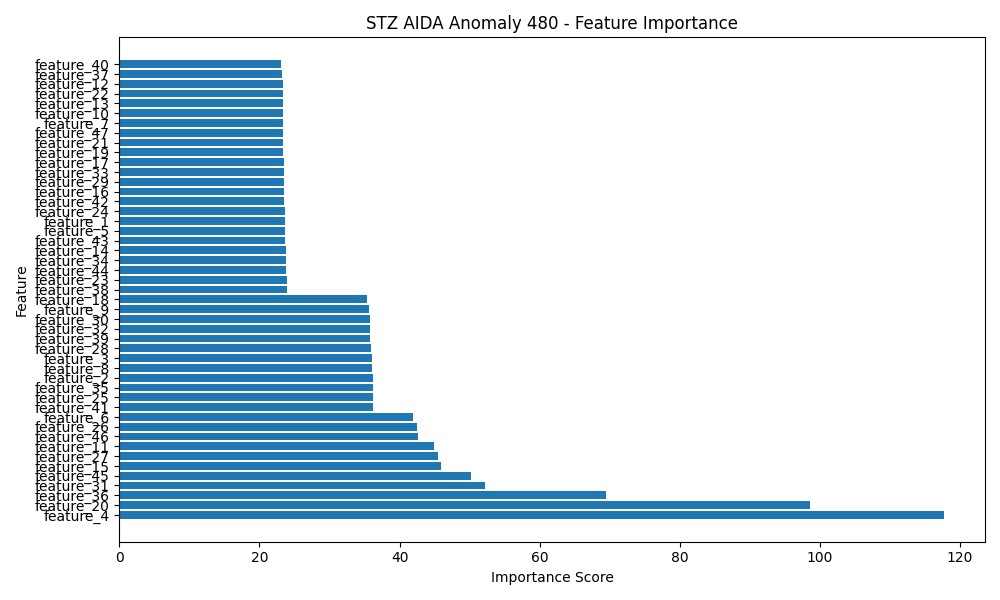 STZ AIDA Anomaly 480 - Feature Importance
feature_40
feature_37
feature_12
feature_22
feature_13
feature_10
feature_7
feature_47
feature_21
feature_19
feature_17
feature_33
feature_29
feature_16
feature_42
feature_24
feature_1
feature_5
feature_43
feature_14
feature_34
feature_44
feature_23
feature_38
feature_18
feature_9
feature_30
feature_32
feature_39
feature_28
feature_3
feature_8
feature_2
feature_35
feature_25
feature_41
feature_6
feature_26
feature_46
feature_11
feature_27
feature_15
feature_45
feature_31
feature_36
feature_20
feature_4
Feature
0 20 40 60 80 100 120
Importance Score